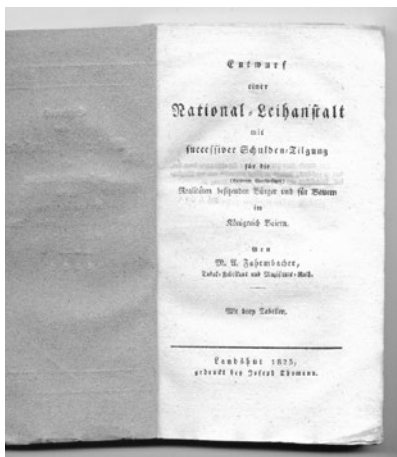 Entwurf
einer
National-Leihanstalt
mit
successiver Schulden-Tilgung
für die
Realitäten besitzenden Bürger und für Bauern
im
Königreich Baiern.
Von
M. A. Fahrmbacher,
Tabak-Fabrikant und Magistrats-Rath.
Mit drey Tabellen.
Landshut 1825,
gedruckt bey Joseph Thomann.